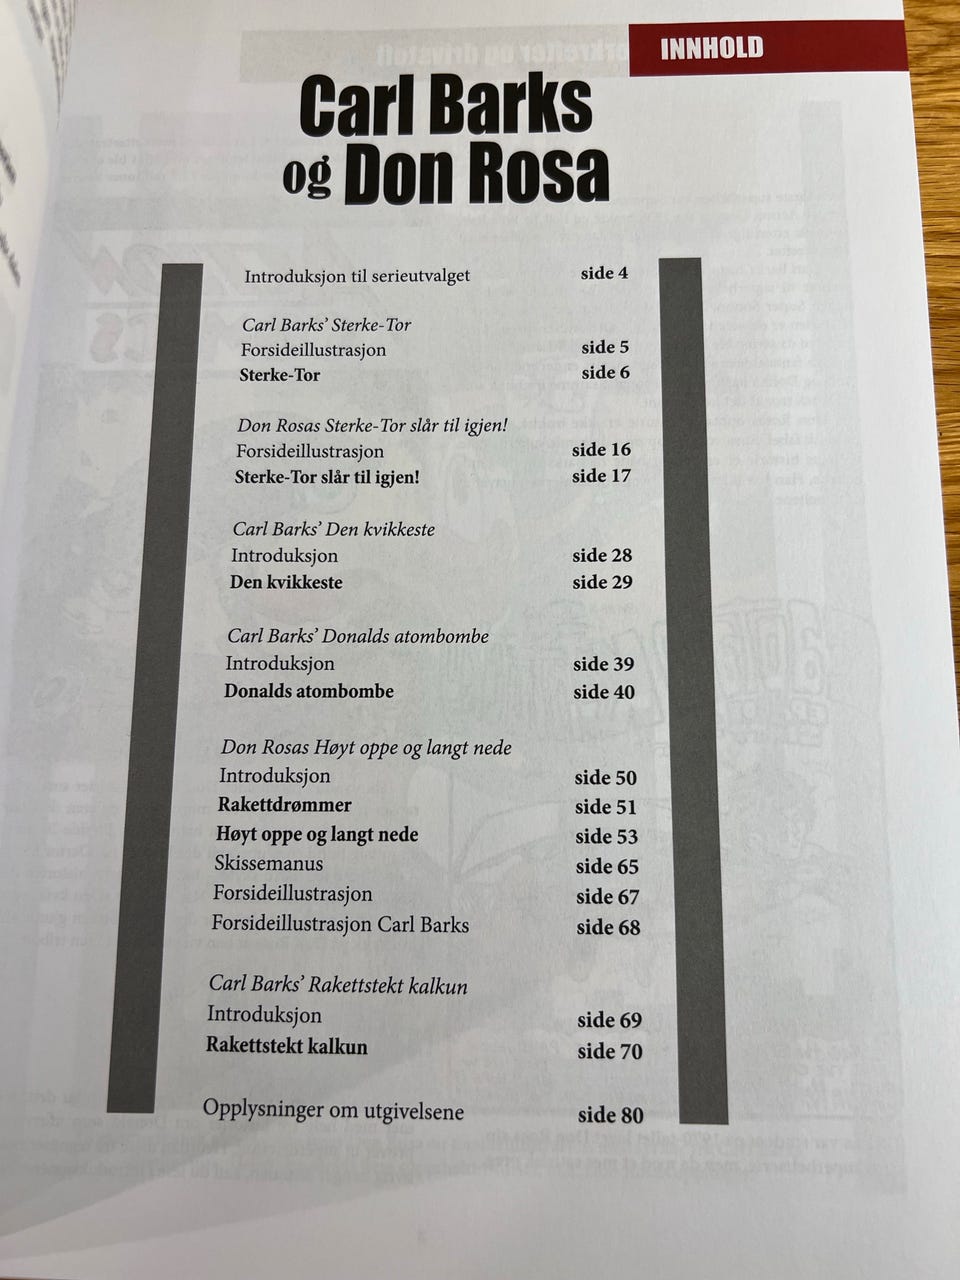 INNHOLD
Carl Barks
og Don Rosa
Introduksjon til serieutvalget side 4
Carl Barks’ Sterke-Tor
Forsideillustrasjon side 5
Sterke-Tor side 6
Don Rosas Sterke-Tor slår til igjen!
Forsideillustrasjon side 16
Sterke-Tor slår til igjen! side 17
Carl Barks’ Den kvikkeste
Introduksjon side 28
Den kvikkeste side 29
Carl Barks’ Donalds atombombe
Introduksjon side 39
Donalds atombombe side 40
Don Rosas Høyt oppe og langt nede
Introduksjon side 50
Rakettdrømmer side 51
Høyt oppe og langt nede side 53
Skissemanus side 65
Forsideillustrasjon side 67
Forsideillustrasjon Carl Barks side 68
Carl Barks’ Rakettstekt kalkun
Introduksjon side 69
Rakettstekt kalkun side 70
Opplysninger om utgivelsene side 80